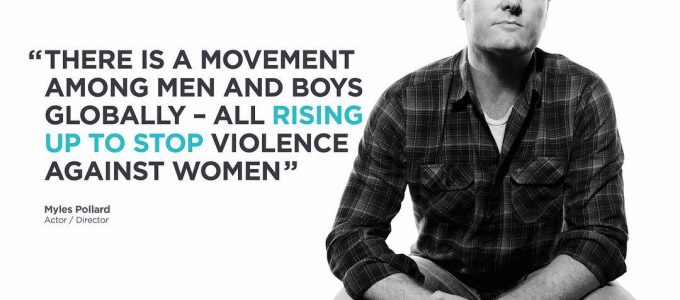 “THERE IS A MOVEMENT
AMONG MEN AND BOYS
GLOBALLY – ALL RISING
UP TO STOP VIOLENCE
AGAINST WOMEN”
Myles Pollard
Actor / Director